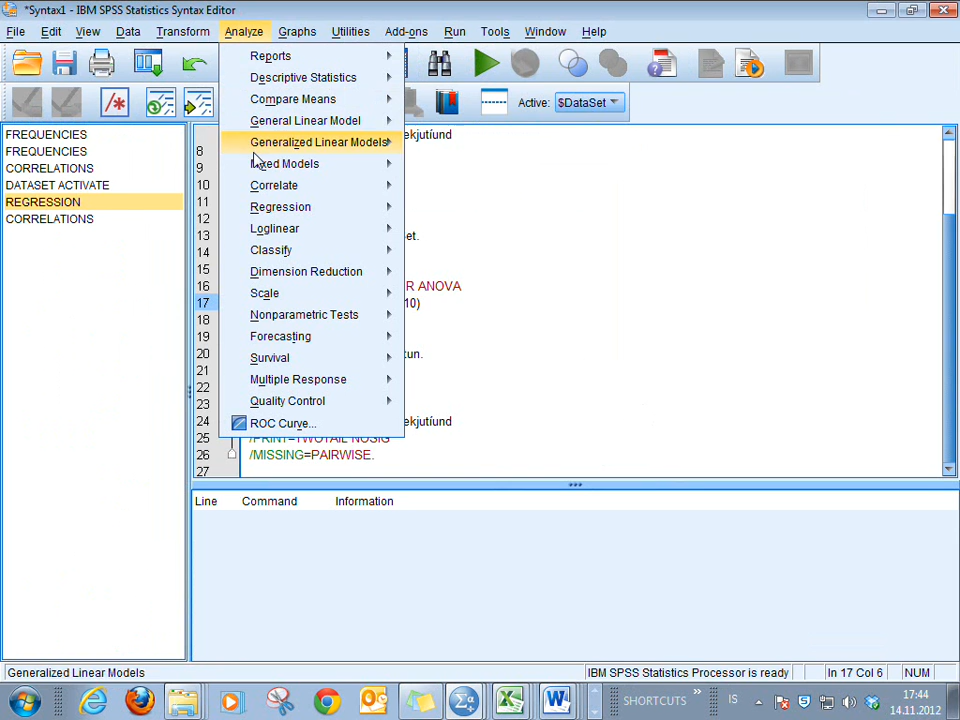 *Syntax1 - IBM SPSS Statistics Syntax Editor
File Edit View Data Transform Analyze Graphs Utilities Add-ons Run Tools Window Help
Active: $DataSet
FREQUENCIES
FREQUENCIES
CORRELATIONS
DATASET ACTIVATE
REGRESSION
CORRELATIONS
Reports
Descriptive Statistics
Compare Means
General Linear Model
Generalized Linear Models
Mixed Models
Correlate
Regression
Loglinear
Classify
Dimension Reduction
Scale
Nonparametric Tests
Forecasting
Survival
Multiple Response
Quality Control
ROC Curve...
ekjutíund
8
9
10
11
12
13 et.
14
15
16 R ANOVA
17 10)
18
19
20 tun.
21
22
23
24 ekjutíund
25 /PRINT=TWOTAIL NOSIG
26 /MISSING=PAIRWISE.
27
Line Command Information
Generalized Linear Models
IBM SPSS Statistics Processor is ready
In 17 Col 6
NUM
SHORTCUTS
IS
17:44
14.11.2012